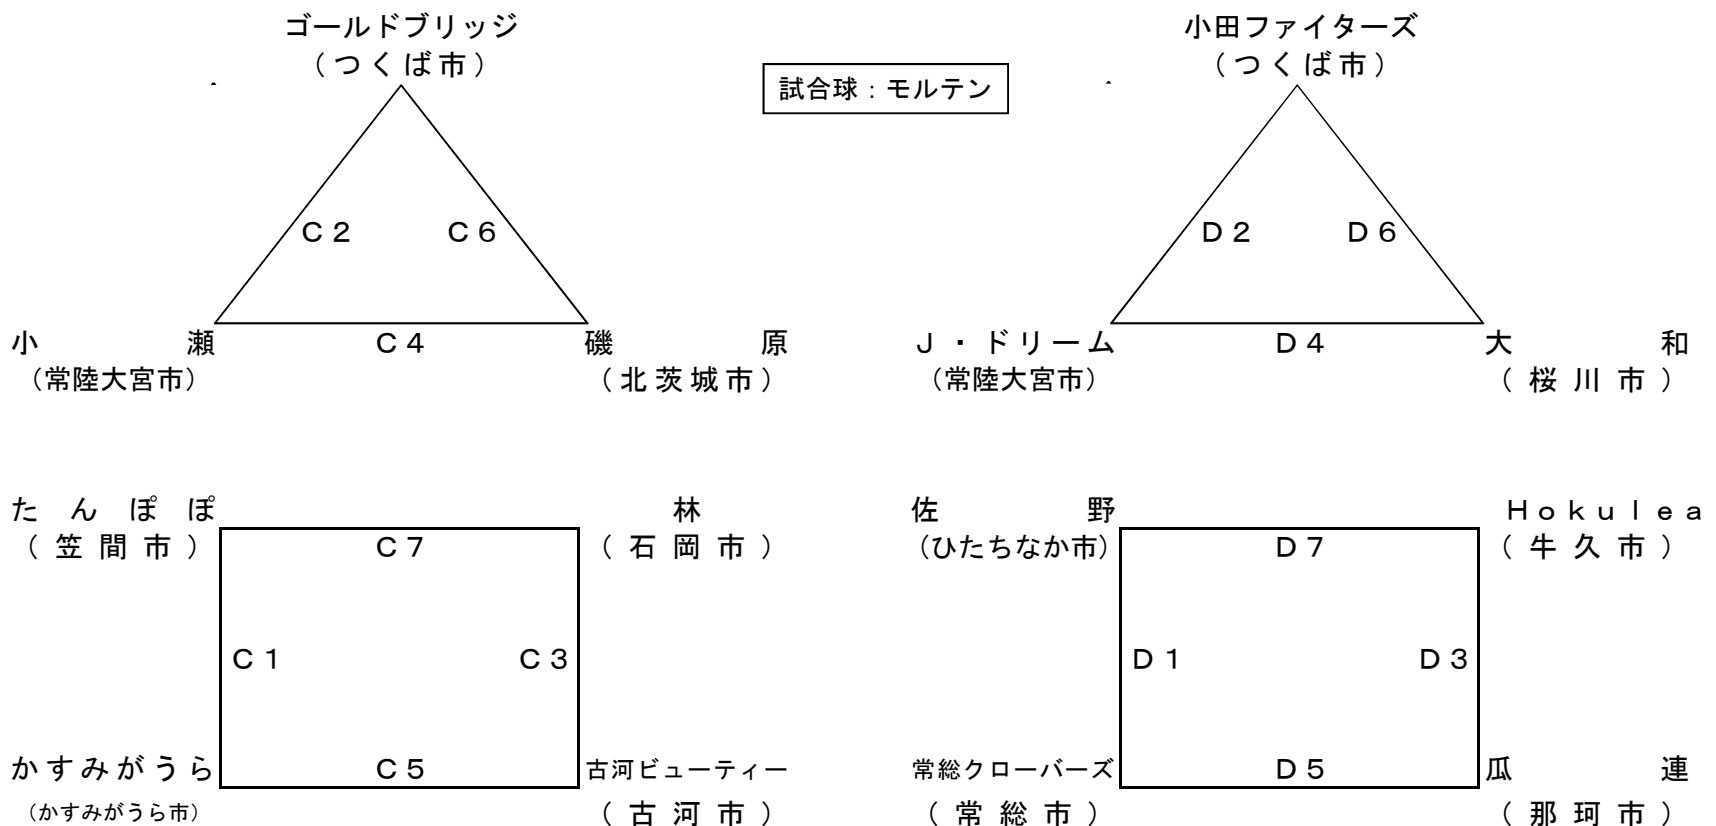 ゴールドブリッジ
（つくば市）
小田ファイターズ
（つくば市）
試合球：モルテン
C2
C6
D2
D6
小瀬
C4
磯原
（常陸大宮市）
（北茨城市）
J・ドリーム
D4
大和
（常陸大宮市）
（桜川市）
たんぽぽ
林
（笠間市）
C7
（石岡市）
佐野
Hokulea
（ひたちなか市）
D7
（牛久市）
C1
C3
D1
D3
かすみがうら
C5
古河ビューティー
（かすみがうら市）
（古河市）
常総クローバーズ
D5
瓜連
（常総市）
（那珂市）